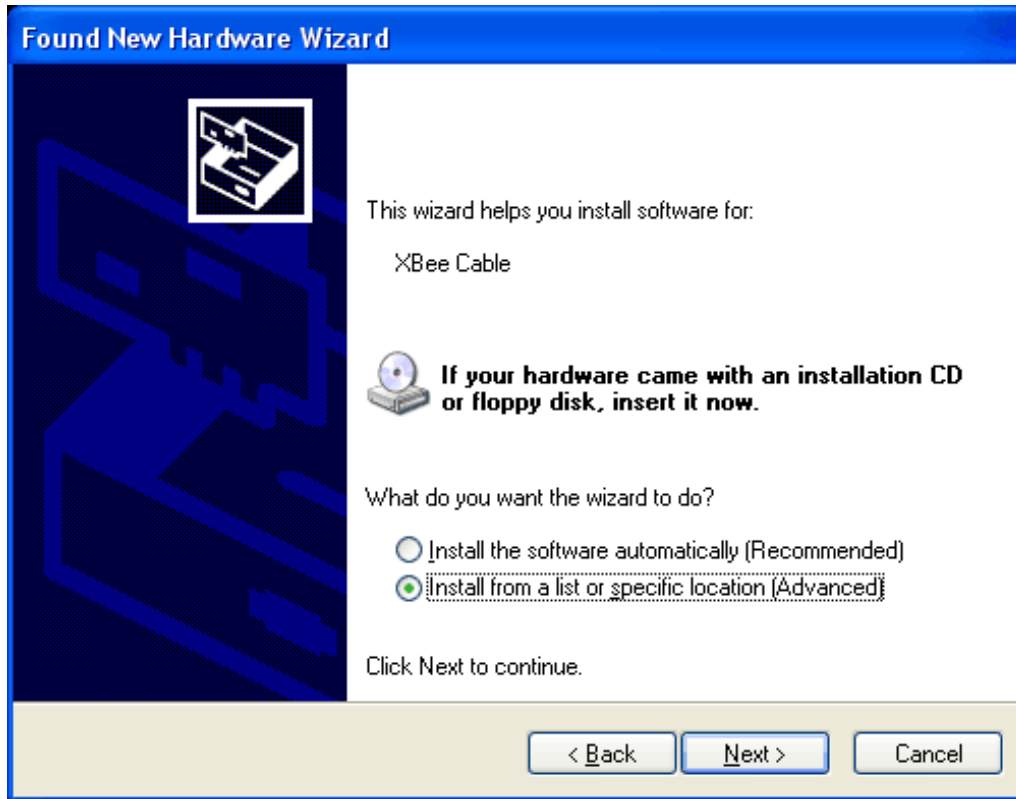 Found New Hardware Wizard
This wizard helps you install software for:
XBee Cable
If your hardware came with an installation CD
or floppy disk, insert it now.
What do you want the wizard to do?
Install the software automatically (Recommended)
Install from a list or specific location (Advanced)
Click Next to continue.
< Back Next > Cancel